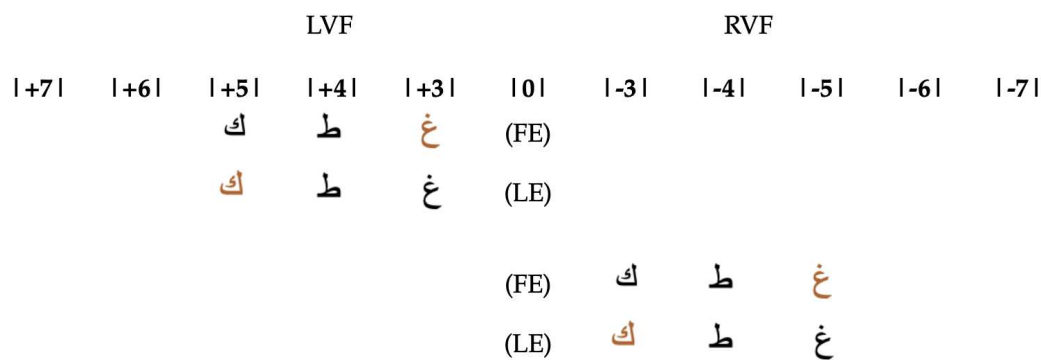 LVF RVF
|+7| |+6| |+5| |+4| |+3| |0| |-3| |-4| |-5| |-6| |-7|
ك ط غ (FE)
ك ط غ (LE)
(FE) ك ط غ
(LE) ك ط غ